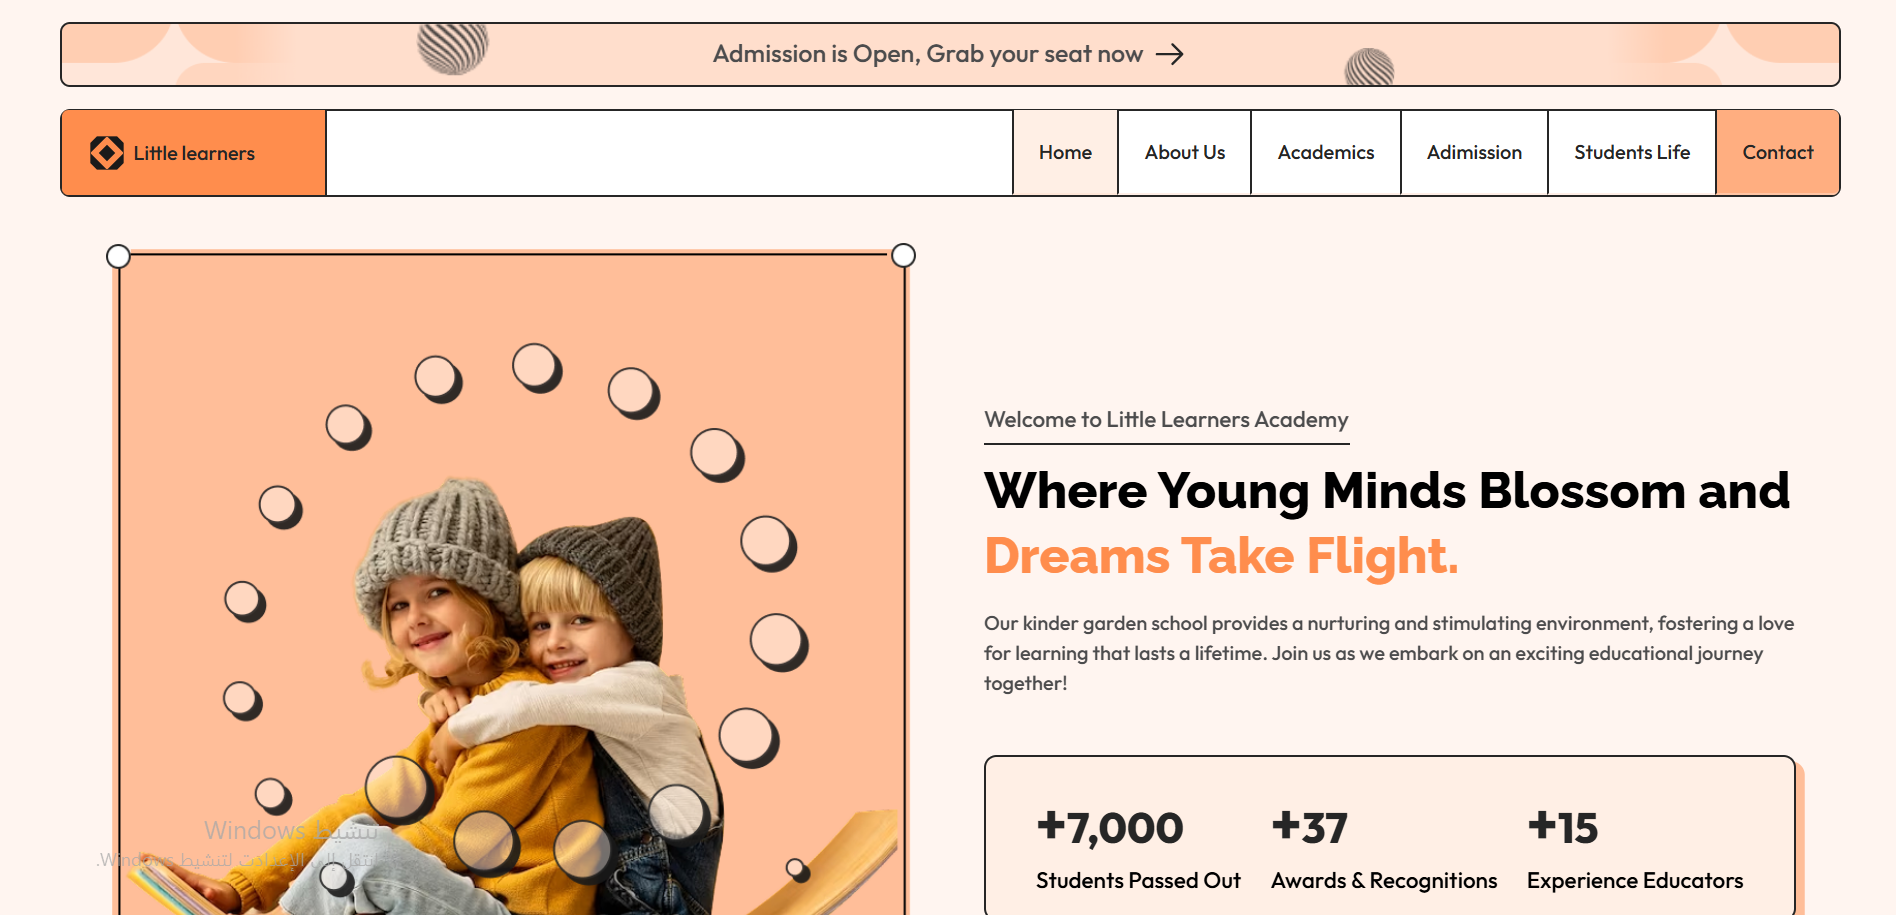 Admission is Open, Grab your seat now →
Little learners
Home
About Us
Academics
Adimission
Students Life
Contact
Welcome to Little Learners Academy
Where Young Minds Blossom and
Dreams Take Flight.
Our kinder garden school provides a nurturing and stimulating environment, fostering a love
for learning that lasts a lifetime. Join us as we embark on an exciting educational journey
together!
+7,000
Students Passed Out
+37
Awards & Recognitions
+15
Experience Educators
تنشيط Windows
انتقل إلى الإعدادات لتنشيط Windows.